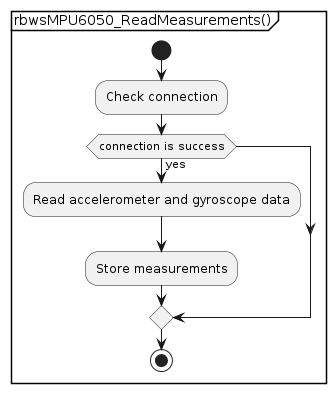 rbwsMPU6050_ReadMeasurements()
Check connection
connection is success
yes
Read accelerometer and gyroscope data
Store measurements